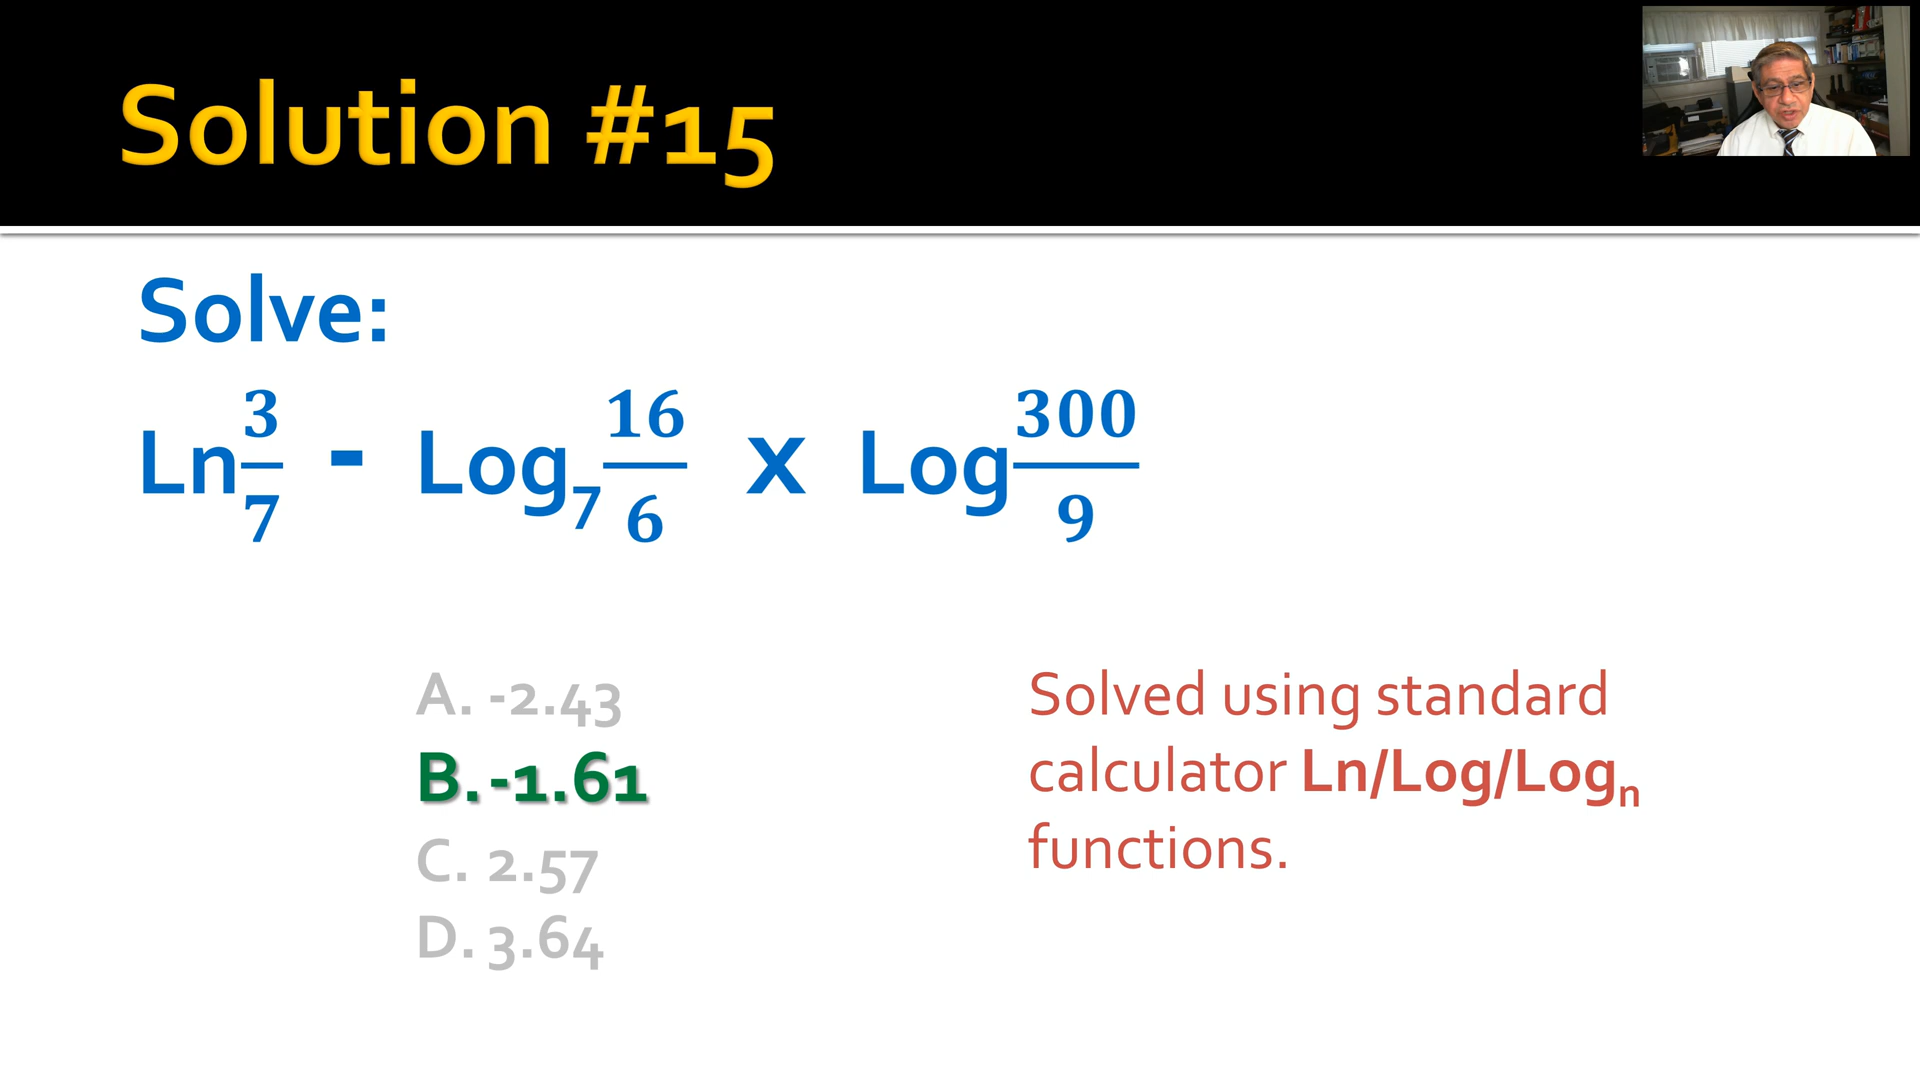 Solution #15
Solve:
Ln 3/7 - Log₇ 16/6 x Log 300/9
A. -2.43
B. -1.61
C. 2.57
D. 3.64
Solved using standard
calculator Ln/Log/Logₙ
functions.